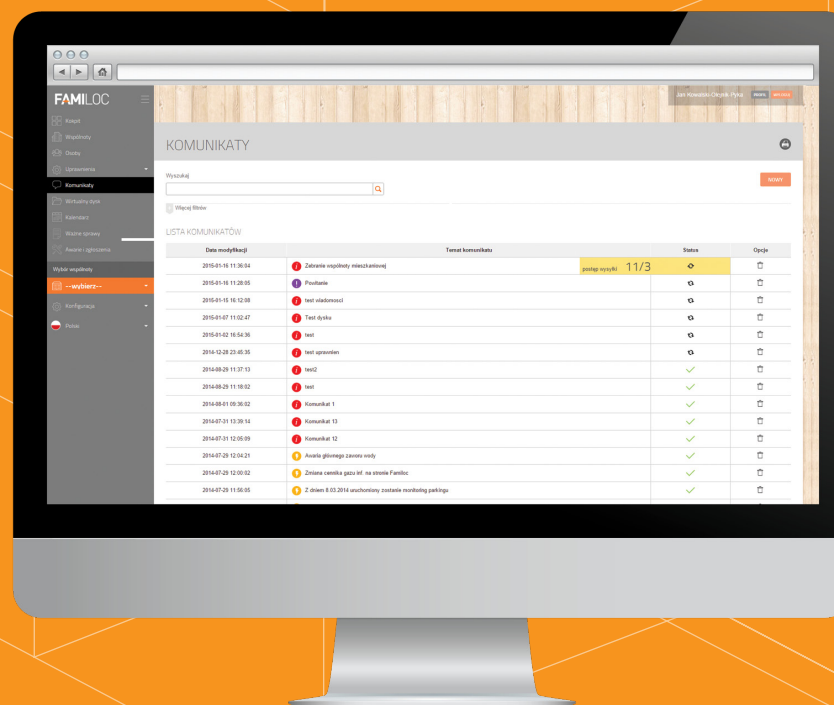 FAMILOC
Jan Kowalski-Olejnik Pyka
Kokpit
Wspólnoty
Osoby
Uprawnienia
Komunikaty
Wirtualny dysk
Kalendarz
Ważne sprawy
Awarie i zgłoszenia
Wybór wspólnoty
--wybierz--
Konfiguracja
Polski
KOMUNIKATY
Wyszukaj
NOWY
Więcej filtrów
LISTA KOMUNIKATÓW
Data modyfikacji Temat komunikatu Status Opcje
2015-01-16 11:36:04 Zebranie wspólnoty mieszkaniowej postęp wysyłki 11/3
2015-01-16 11:28:05 Powitanie
2015-01-15 16:12:08 test wiadomosci
2015-01-07 11:02:47 Test dysku
2015-01-02 16:54:36 test
2014-12-28 23:45:35 test uprawnien
2014-08-29 11:37:13 test2
2014-08-29 11:18:02 test
2014-08-01 09:36:02 Komunikat 1
2014-07-31 13:39:14 Komunikat 13
2014-07-31 12:05:09 Komunikat 12
2014-07-29 12:04:21 Awaria głównego zaworu wody
2014-07-29 12:00:02 Zmiana cennika gazu inf. na stronie Familoc
2014-07-29 11:56:05 Z dniem 8.03.2014 uruchomiony zostanie monitoring parkingu